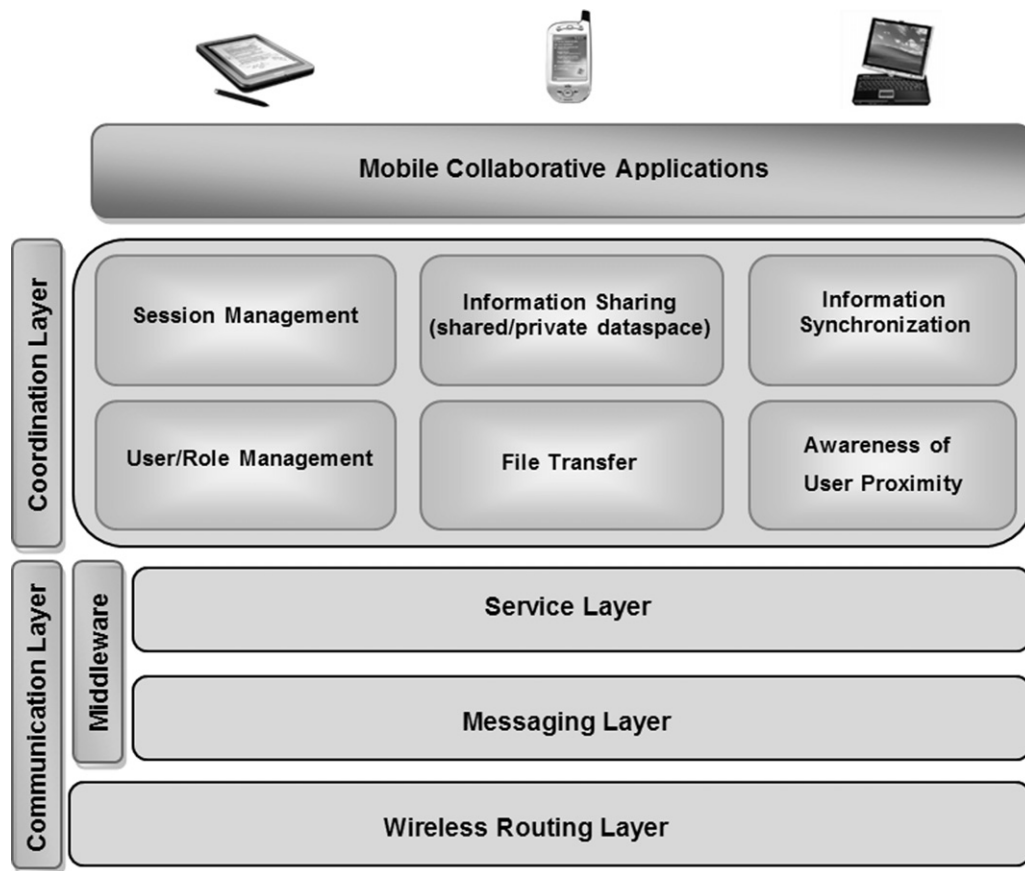 Mobile Collaborative Applications
Coordination Layer
Session Management
Information Sharing
(shared/private dataspace)
Information
Synchronization
User/Role Management
File Transfer
Awareness of
User Proximity
Communication Layer
Middleware
Service Layer
Messaging Layer
Wireless Routing Layer